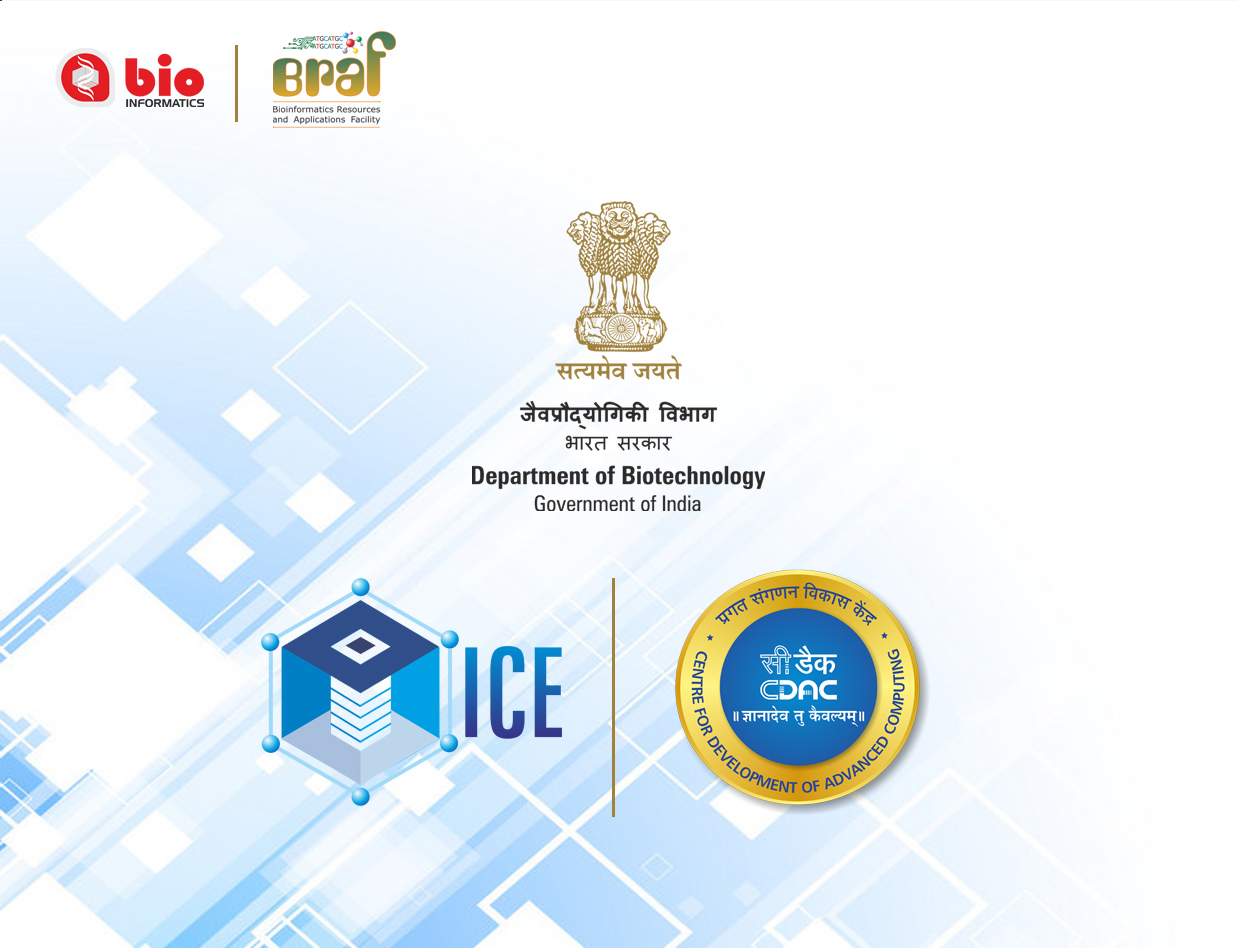 bio
INFORMATICS
ATGCATGC
ATGCATGC
Braf
Bioinformatics Resources
and Applications Facility
सत्यमेव जयते
जैवप्रौद्योगिकी विभाग
भारत सरकार
Department of Biotechnology
Government of India
ICE
प्रगत संगणन विकास केंद्र
सी डैक
CDAC
॥ ज्ञानादेव तु कैवल्यम् ॥
CENTRE FOR DEVELOPMENT OF ADVANCED COMPUTING